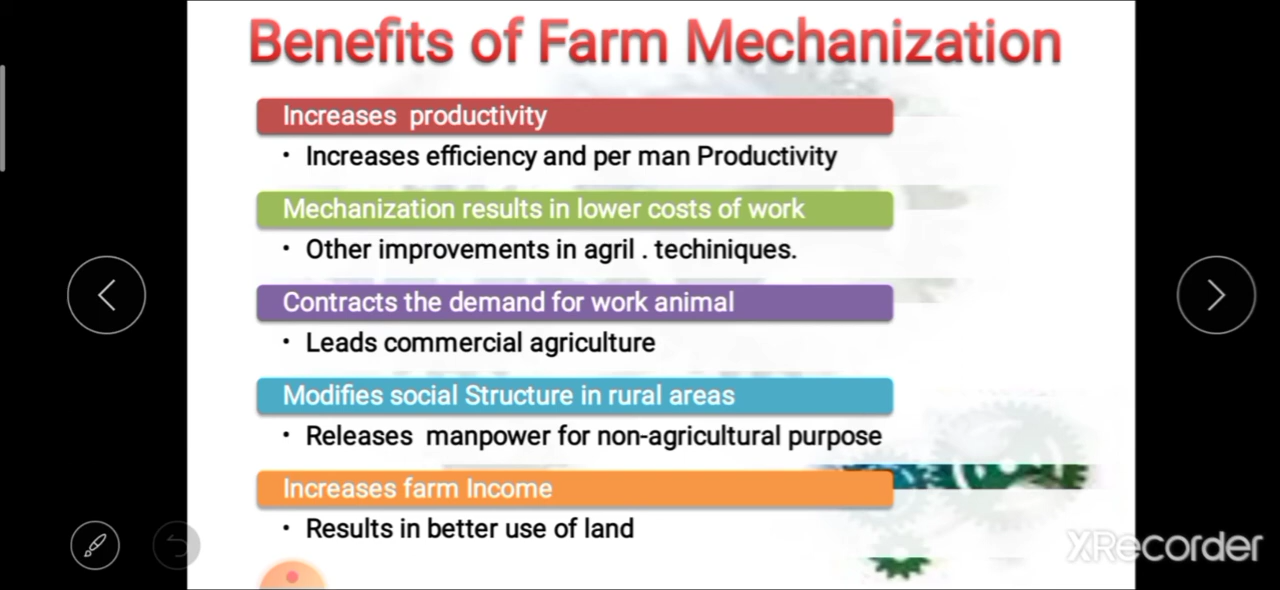 Benefits of Farm Mechanization
Increases productivity
• Increases efficiency and per man Productivity
Mechanization results in lower costs of work
• Other improvements in agril . techiniques.
Contracts the demand for work animal
• Leads commercial agriculture
Modifies social Structure in rural areas
• Releases manpower for non-agricultural purpose
Increases farm Income
• Results in better use of land
XRecorder